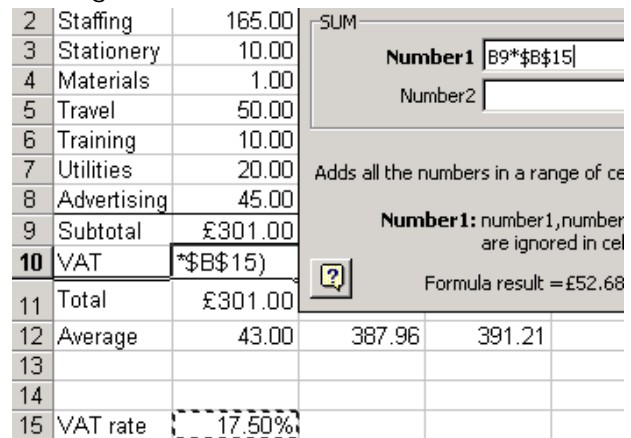 2 Staffing 165.00 SUM
3 Stationery 10.00 Number1 B9*$B$15
4 Materials 1.00 Number2
5 Travel 50.00
6 Training 10.00
7 Utilities 20.00 Adds all the numbers in a range of ce
8 Advertising 45.00
9 Subtotal £301.00 Number1: number1,number
10 VAT *$B$15) are ignored in cel
? Formula result =£52.68
11 Total £301.00
12 Average 43.00 387.96 391.21
13
14
15 VAT rate 17.50%